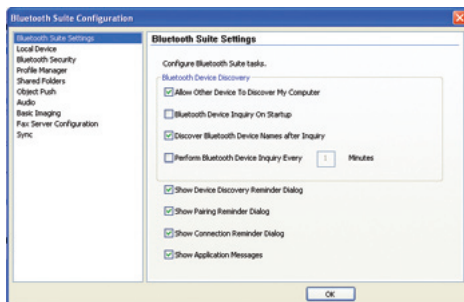 Bluetooth Suite Configuration
Bluetooth Suite Settings
Local Device
Bluetooth Security
Profile Manager
Shared Folders
Object Push
Audio
Basic Imaging
Fax Server Configuration
Sync
Bluetooth Suite Settings
Configure Bluetooth Suite tasks.
Bluetooth Device Discovery
Allow Other Device To Discover My Computer
Bluetooth Device Inquiry On Startup
Discover Bluetooth Device Names after Inquiry
Perform Bluetooth Device Inquiry Every 1 Minutes
Show Device Discovery Reminder Dialog
Show Pairing Reminder Dialog
Show Connection Reminder Dialog
Show Application Messages
OK